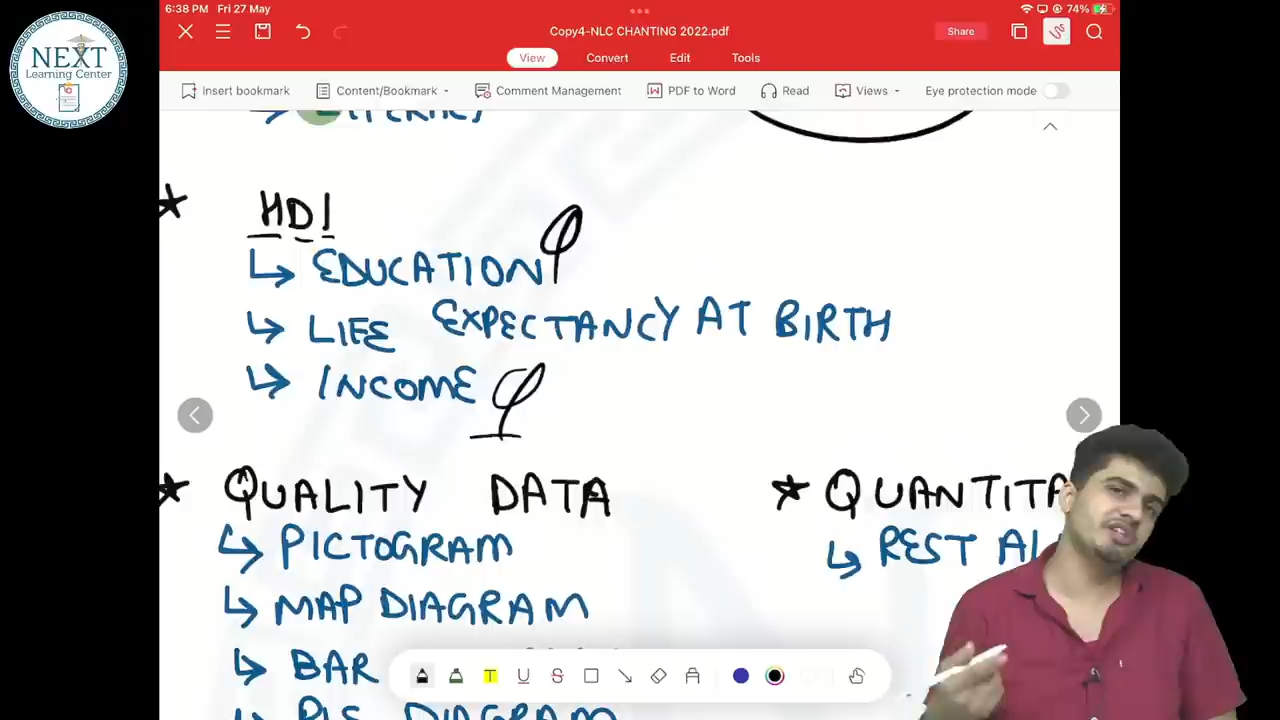 6:38 PM Fri 27 May
74%
NEXT
Learning Center
Copy4-NLC CHANTING 2022.pdf
Share
View Convert Edit Tools
Insert bookmark Content/Bookmark Comment Management PDF to Word Read Views Eye protection mode
HDI
EDUCATION
LIFE EXPECTANCY AT BIRTH
INCOME
QUALITY DATA
PICTOGRAM
MAP DIAGRAM
BAR
PIE DIAGRAM
QUANTITA
REST AL